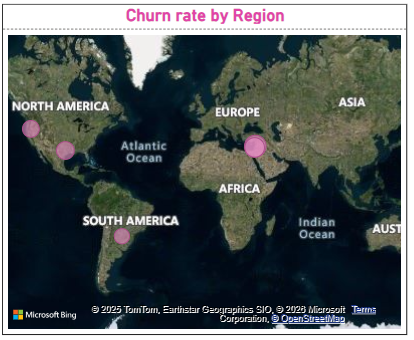 Churn rate by Region
NORTH AMERICA
EUROPE
ASIA
Atlantic
Ocean
AFRICA
SOUTH AMERICA
Indian
Ocean
AUST
Microsoft Bing
© 2025 TomTom, Earthstar Geographics SIO, © 2026 Microsoft Terms
Corporation, © OpenStreetMap